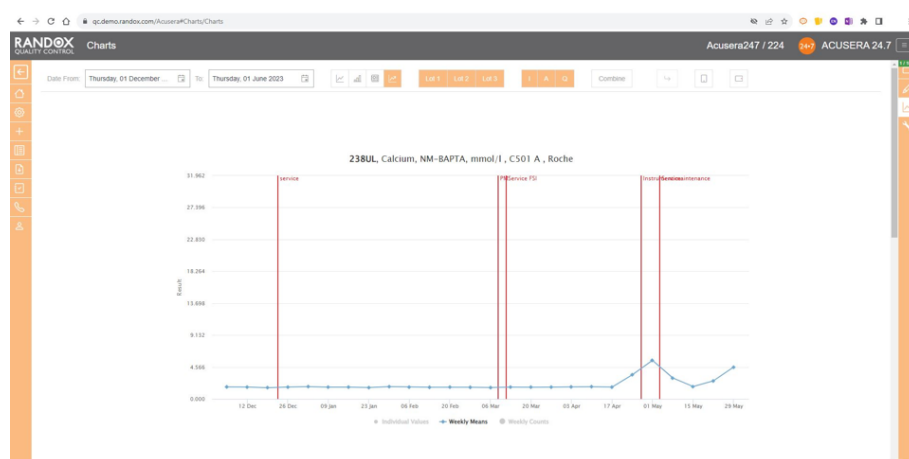 qc.demo.randox.com/Acusera#Charts/Charts
RANDOX
QUALITY CONTROL
Charts
Acusera247 / 224
24•7
ACUSERA 24.7
Date From:
Thursday, 01 December ...
To:
Thursday, 01 June 2023
Lot 1
Lot 2
Lot 3
I
A
Q
Combine
238UL, Calcium, NM-BAPTA, mmol/l , CS01 A , Roche
31.962
service
Service FSI
27.396
22.830
18.264
Result
13.698
9.132
4.566
0.000
12 Dec
26 Dec
09 Jan
23 Jan
06 Feb
20 Feb
06 Mar
20 Mar
03 Apr
17 Apr
01 May
15 May
29 May
Individual Values
Weekly Means
Weekly Counts